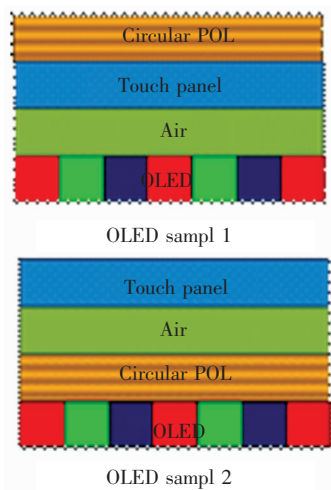 Circular POL
Touch panel
Air
OLED
OLED sampl 1
Touch panel
Air
Circular POL
OLED
OLED sampl 2